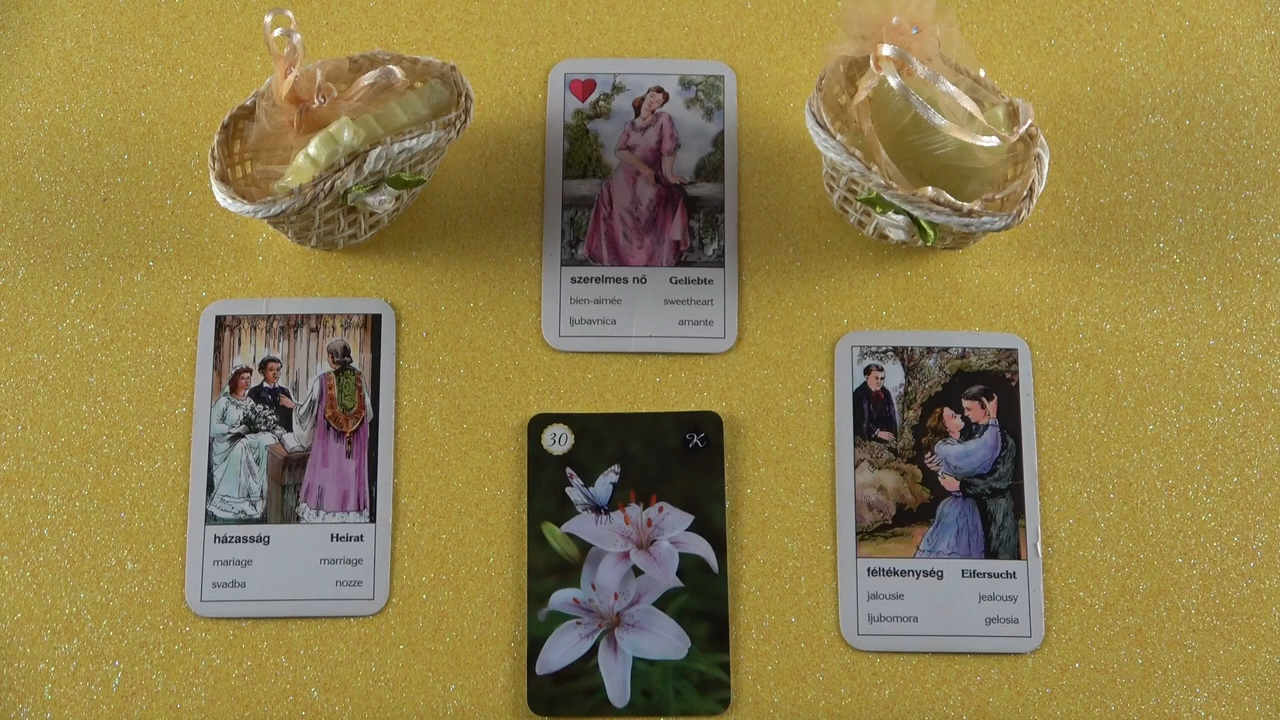 szerelmes nő Geliebte
bien-aimée sweetheart
ljubavnica amante
házasság Heirat
mariage marriage
svadba nozze
30 K
féltékenység Eifersucht
jalousie jealousy
ljubomora gelosia